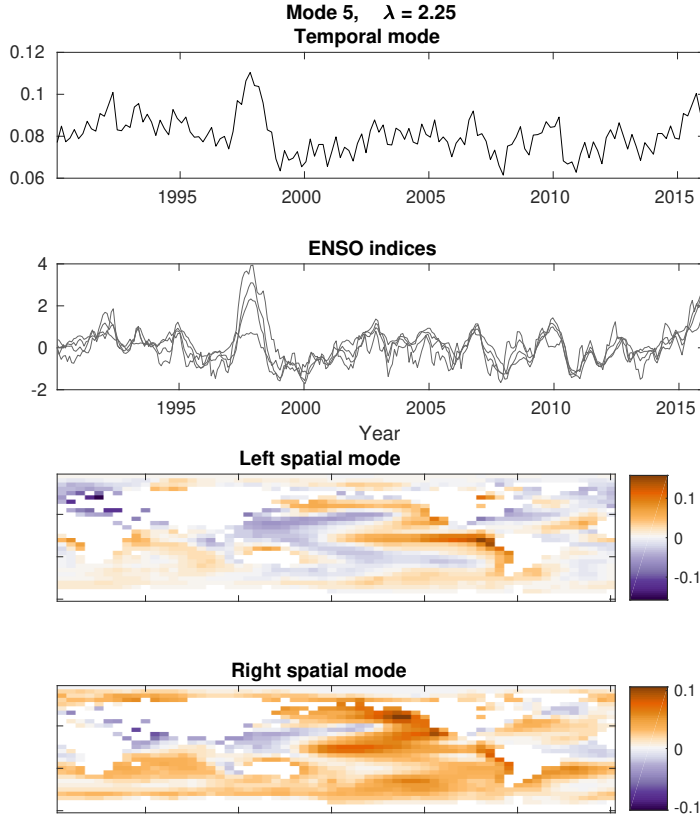 Mode 5, λ = 2.25
Temporal mode
0.12
0.1
0.08
0.06
1995 2000 2005 2010 2015
ENSO indices
4
2
0
-2
1995 2000 2005 2010 2015
Year
Left spatial mode
0.1
0
-0.1
Right spatial mode
0.1
0
-0.1